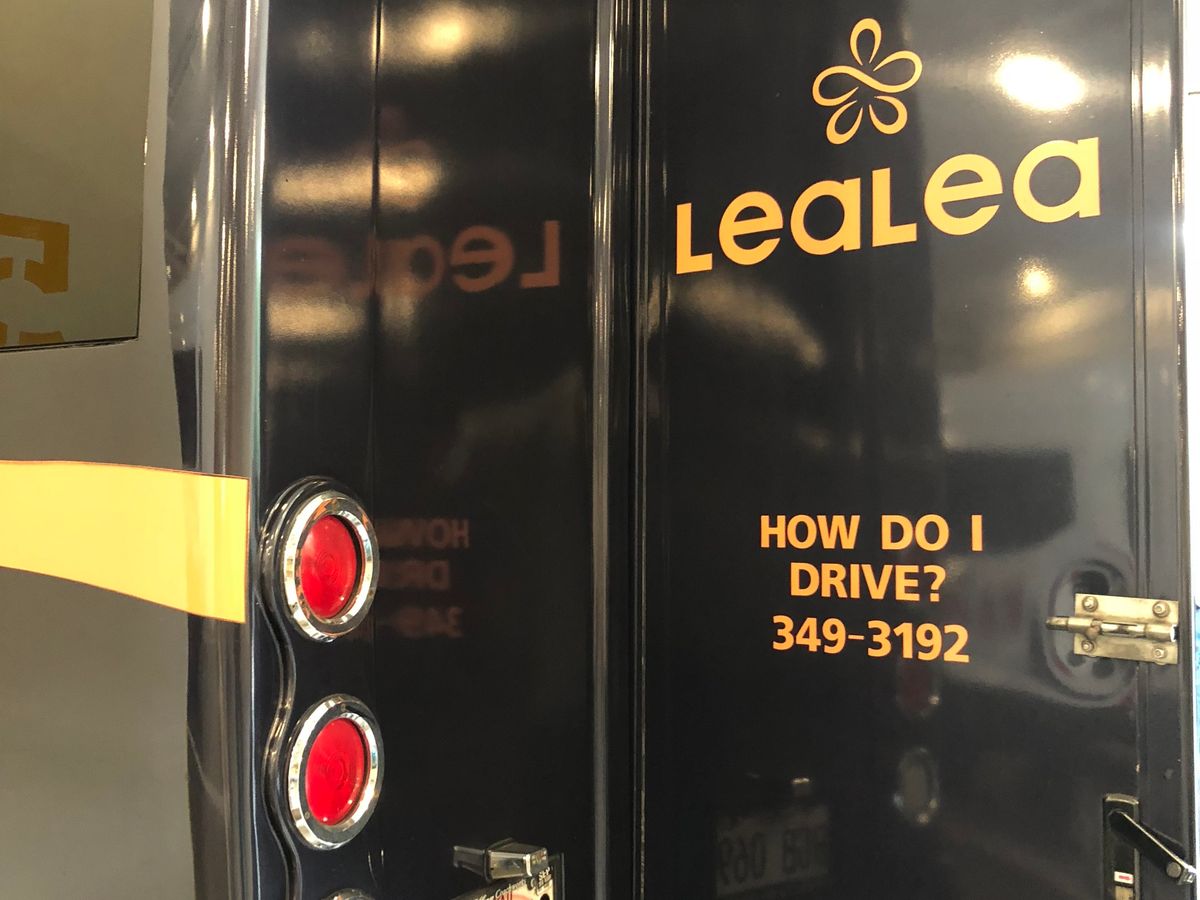 LeaLea
HOW DO I
DRIVE?
349-3192